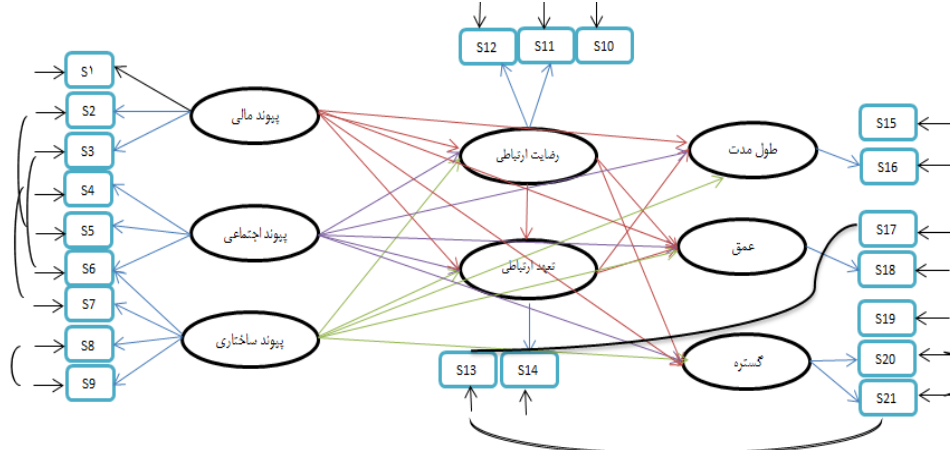 S12
S11
S10
S۱
S2
S3
S4
S5
S6
S7
S8
S9
پیوند مالی
پیوند اجتماعی
پیوند ساختاری
رضایت ارتباطی
تعهد ارتباطی
S13
S14
طول مدت
عمق
گستره
S15
S16
S17
S18
S19
S20
S21